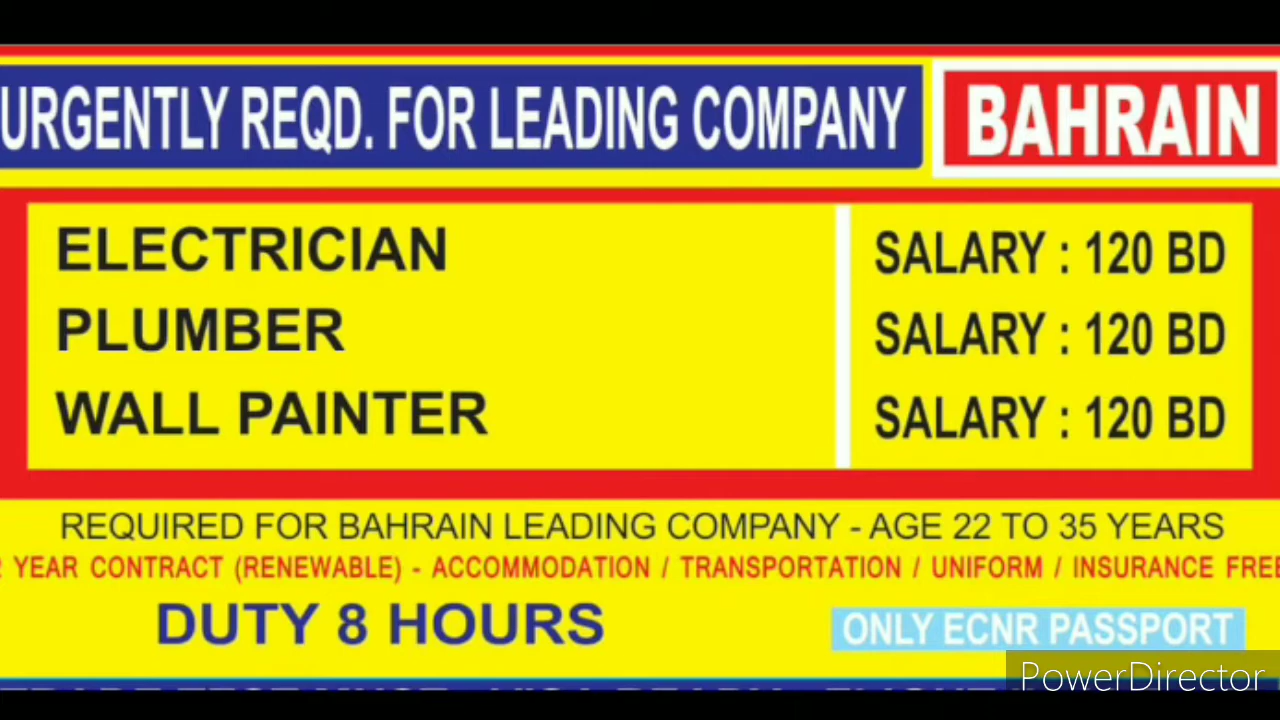 URGENTLY REQD. FOR LEADING COMPANY BAHRAIN
ELECTRICIAN SALARY : 120 BD
PLUMBER SALARY : 120 BD
WALL PAINTER SALARY : 120 BD
REQUIRED FOR BAHRAIN LEADING COMPANY - AGE 22 TO 35 YEARS
YEAR CONTRACT (RENEWABLE) - ACCOMMODATION / TRANSPORTATION / UNIFORM / INSURANCE FREE
DUTY 8 HOURS ONLY ECNR PASSPORT
PowerDirector